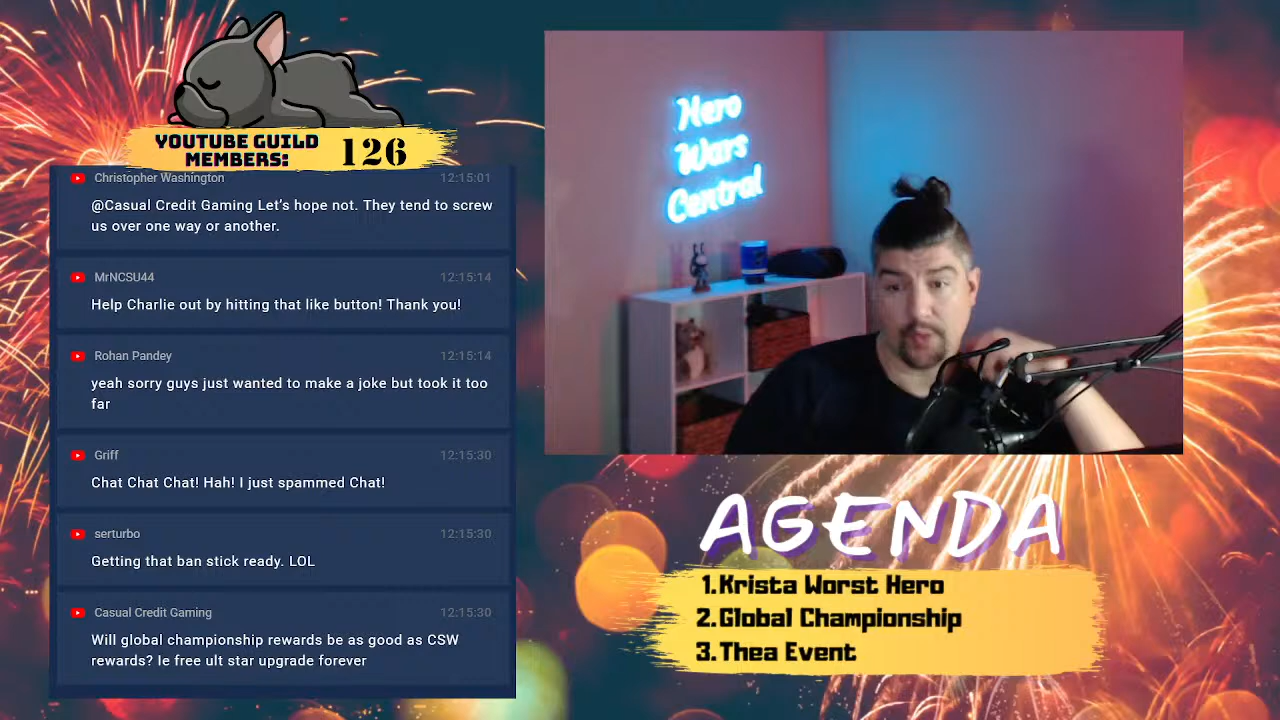 YOUTUBE GUILD
MEMBERS:
126
Christopher Washington
12:15:01
@Casual Credit Gaming Let's hope not. They tend to screw
us over one way or another.
MrNCSU44
12:15:14
Help Charlie out by hitting that like button! Thank you!
Rohan Pandey
12:15:14
yeah sorry guys just wanted to make a joke but took it too
far
Griff
12:15:30
Chat Chat Chat! Hah! I just spammed Chat!
serturbo
12:15:30
Getting that ban stick ready. LOL
Casual Credit Gaming
12:15:30
Will global championship rewards be as good as CSW
rewards? Ie free ult star upgrade forever
Hero
Wars
Central
AGENDA
1.Krista Worst Hero
2.Global Championship
3.Thea Event